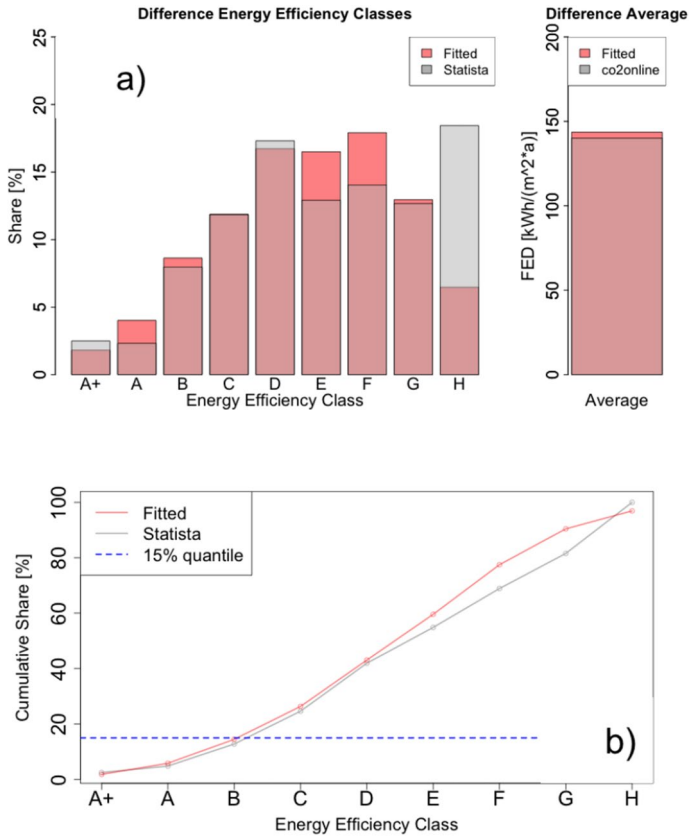 Difference Energy Efficiency Classes
25
20
15
10
5
0
Share [%]
a)
Fitted
Statista
A+ A B C D E F G H
Energy Efficiency Class
Difference Average
200
150
100
50
0
FED [kWh/(m^2*a)]
Fitted
co2online
Average
100
80
60
40
20
0
Cumulative Share [%]
Fitted
Statista
15% quantile
b)
A+ A B C D E F G H
Energy Efficiency Class